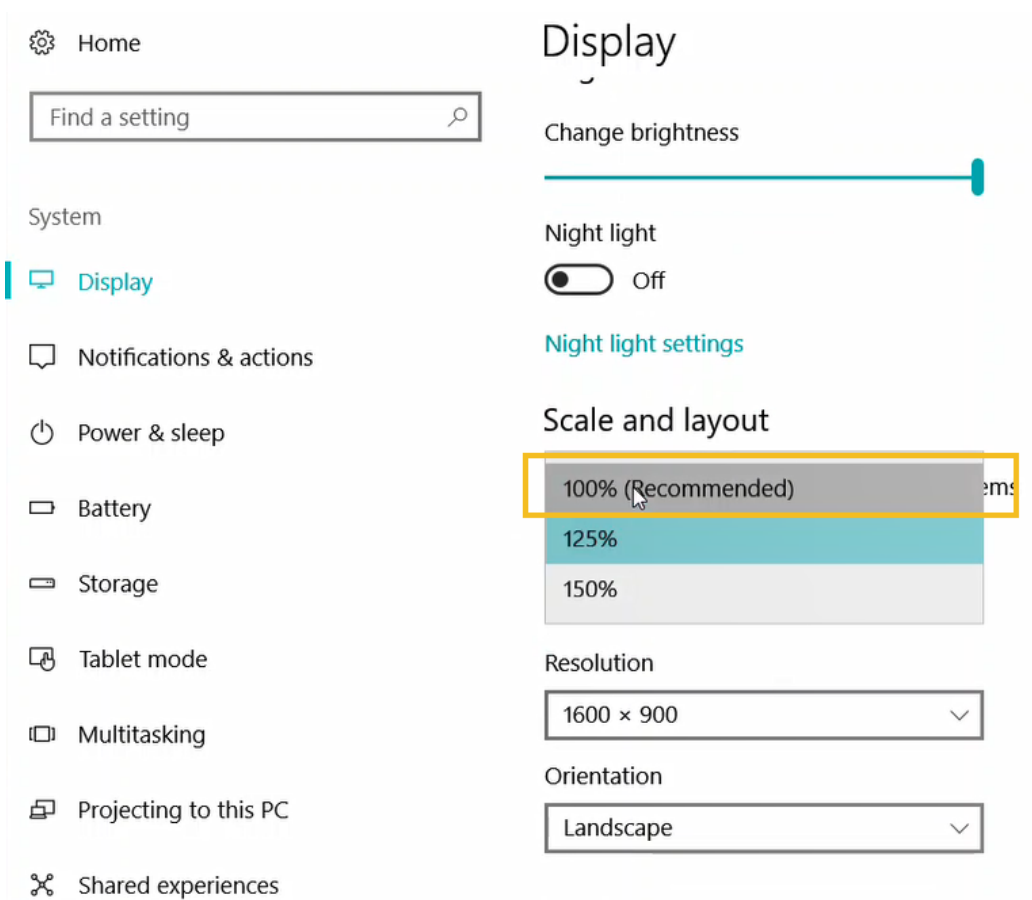 Home
Find a setting
System
Display
Notifications & actions
Power & sleep
Battery
Storage
Tablet mode
Multitasking
Projecting to this PC
Shared experiences
Display
Change brightness
Night light
Off
Night light settings
Scale and layout
100% (Recommended)
ems
125%
150%
Resolution
1600 × 900
Orientation
Landscape